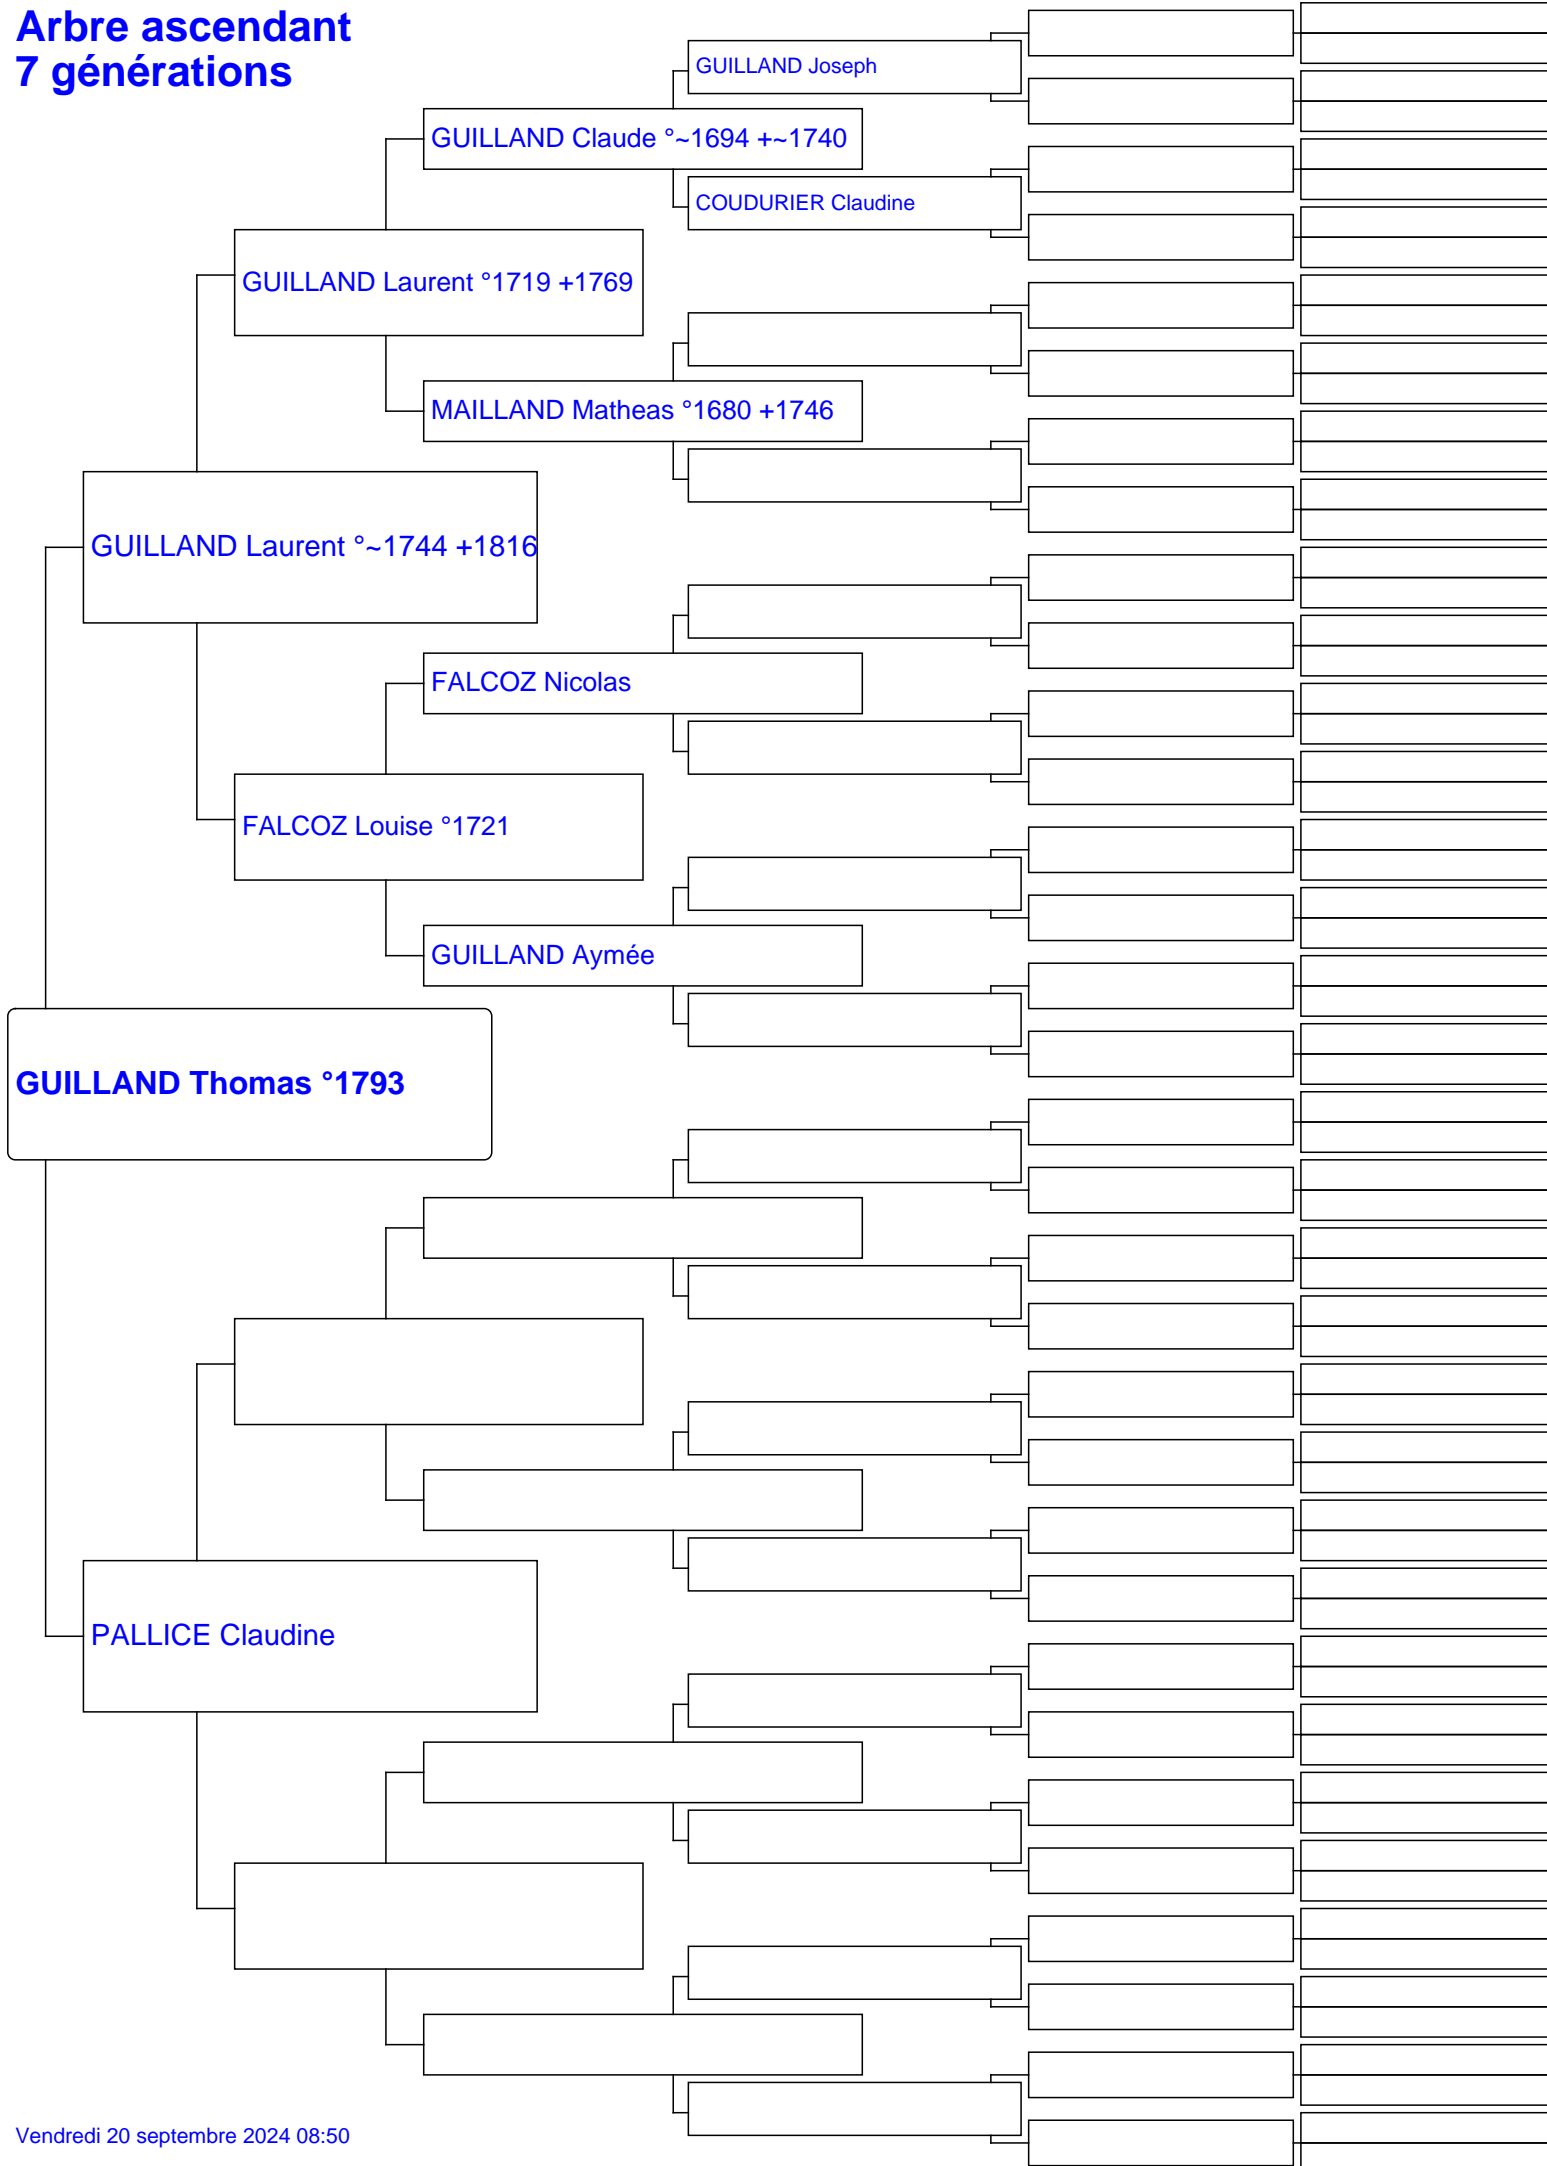 Arbre ascendant
7 générations
GUILLAND Joseph
GUILLAND Claude °~1694 +~1740
COUDURIER Claudine
GUILLAND Laurent °1719 +1769
MAILLAND Matheas °1680 +1746
GUILLAND Laurent °~1744 +1816
FALCOZ Nicolas
FALCOZ Louise °1721
GUILLAND Aymée
GUILLAND Thomas °1793
PALLICE Claudine
Vendredi 20 septembre 2024 08:50